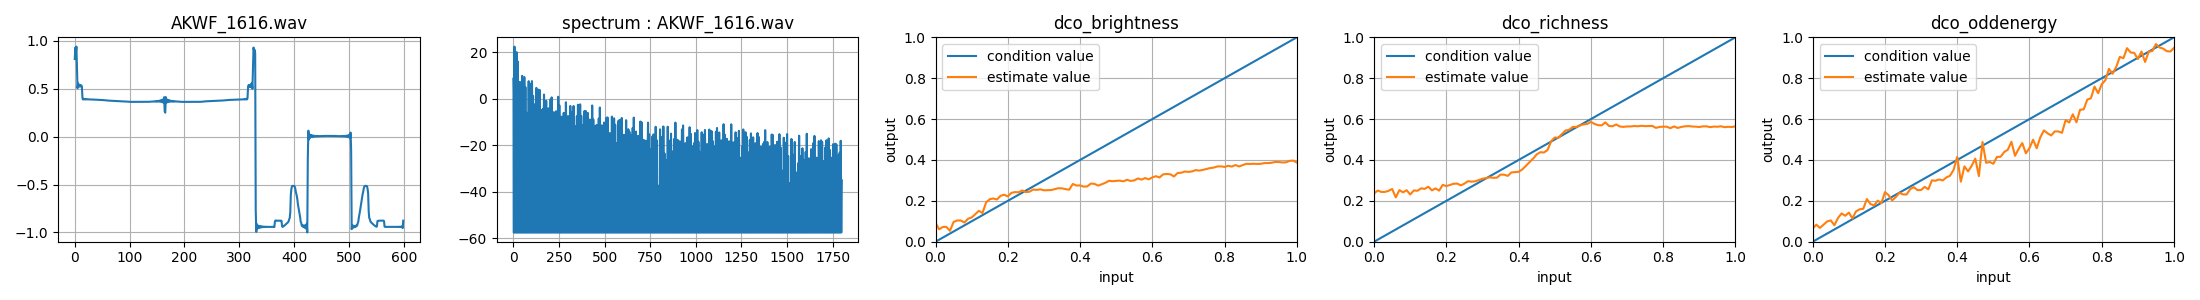 AKWF_1616.wav
1.0
0.5
0.0
−0.5
−1.0
0 100 200 300 400 500 600
spectrum : AKWF_1616.wav
20
0
−20
−40
−60
0 250 500 750 1000 1250 1500 1750
dco_brightness
condition value
estimate value
output
1.0
0.8
0.6
0.4
0.2
0.0
0.0 0.2 0.4 0.6 0.8 1.0
input
dco_richness
condition value
estimate value
output
1.0
0.8
0.6
0.4
0.2
0.0
0.0 0.2 0.4 0.6 0.8 1.0
input
dco_oddenergy
condition value
estimate value
output
1.0
0.8
0.6
0.4
0.2
0.0
0.0 0.2 0.4 0.6 0.8 1.0
input